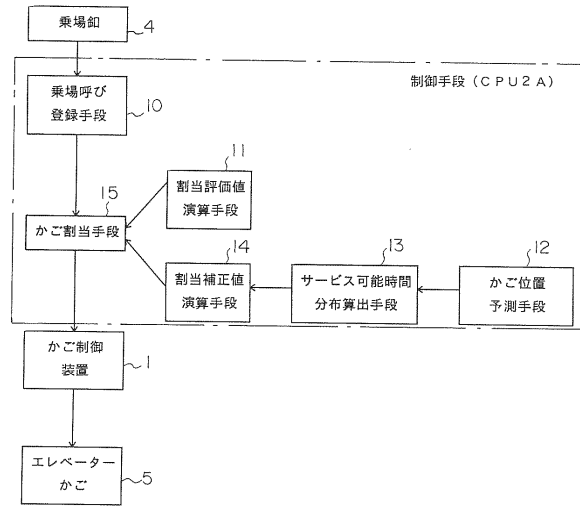 乗場釦
4
制御手段(CPU2A)
乗場呼び
登録手段
10
11
割当評価値
演算手段
15
かご割当手段
14
割当補正値
演算手段
13
サービス可能時間
分布算出手段
12
かご位置
予測手段
かご制御
装置
1
エレベーター
かご
5